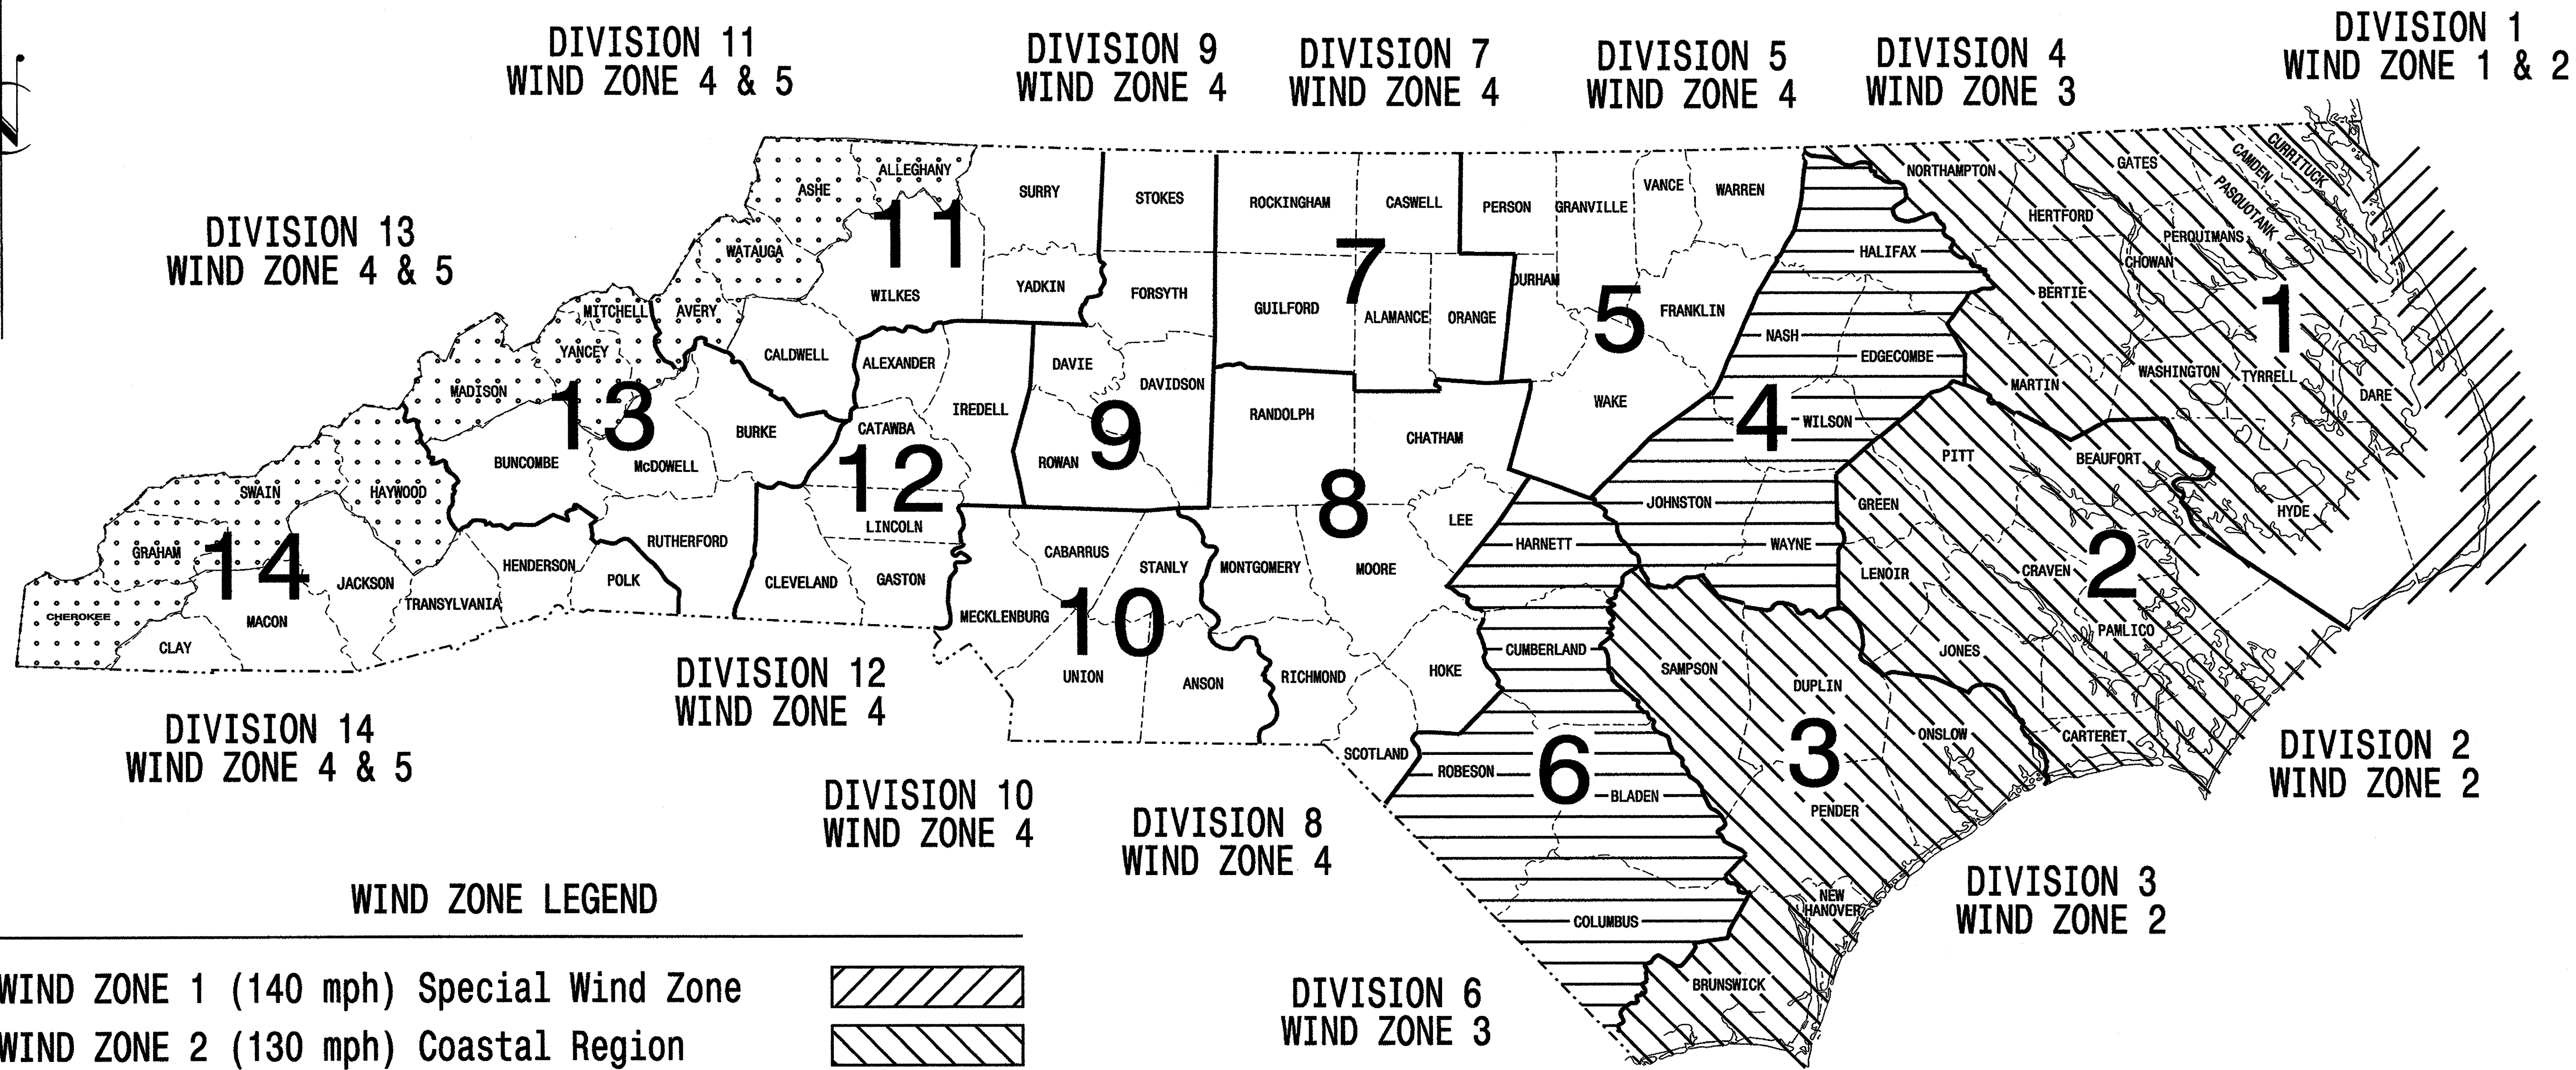 DIVISION 11
WIND ZONE 4 & 5
DIVISION 9
WIND ZONE 4
DIVISION 7
WIND ZONE 4
DIVISION 5
WIND ZONE 4
DIVISION 4
WIND ZONE 3
DIVISION 1
WIND ZONE 1 & 2
DIVISION 13
WIND ZONE 4 & 5
ASHE
ALLEGHANY
SURRY
STOKES
ROCKINGHAM
CASWELL
PERSON
GRANVILLE
VANCE
WARREN
NORTHAMPTON
GATES
CAMDEN
CURRITUCK
PASQUOTANK
HERTFORD
PERQUIMANS
CHOWAN
HALIFAX
BERTIE
11
7
5
1
WATAUGA
WILKES
YADKIN
FORSYTH
GUILFORD
ALAMANCE
ORANGE
DURHAM
FRANKLIN
NASH
EDGECOMBE
MARTIN
WASHINGTON
TYRRELL
DARE
MITCHELL
AVERY
YANCEY
CALDWELL
ALEXANDER
DAVIE
DAVIDSON
MADISON
13
IREDELL
9
RANDOLPH
WAKE
4
WILSON
BURKE
CATAWBA
CHATHAM
PITT
BEAUFORT
BUNCOMBE
McDOWELL
12
ROWAN
8
SWAIN
HAYWOOD
LINCOLN
LEE
JOHNSTON
GREEN
HYDE
GRAHAM
14
JACKSON
HENDERSON
RUTHERFORD
CABARRUS
STANLY
MONTGOMERY
MOORE
HARNETT
WAYNE
LENOIR
CRAVEN
2
POLK
CLEVELAND
GASTON
TRANSYLVANIA
CHEROKEE
MACON
CLAY
MECKLENBURG
10
PAMLICO
CUMBERLAND
JONES
UNION
ANSON
RICHMOND
HOKE
SAMPSON
DUPLIN
SCOTLAND
ROBESON
6
BLADEN
3
ONSLOW
CARTERET
PENDER
DIVISION 12
WIND ZONE 4
DIVISION 14
WIND ZONE 4 & 5
DIVISION 2
WIND ZONE 2
DIVISION 10
WIND ZONE 4
DIVISION 8
WIND ZONE 4
NEW
HANOVER
COLUMBUS
BRUNSWICK
DIVISION 3
WIND ZONE 2
DIVISION 6
WIND ZONE 3
WIND ZONE LEGEND
WIND ZONE 1 (140 mph) Special Wind Zone
WIND ZONE 2 (130 mph) Coastal Region